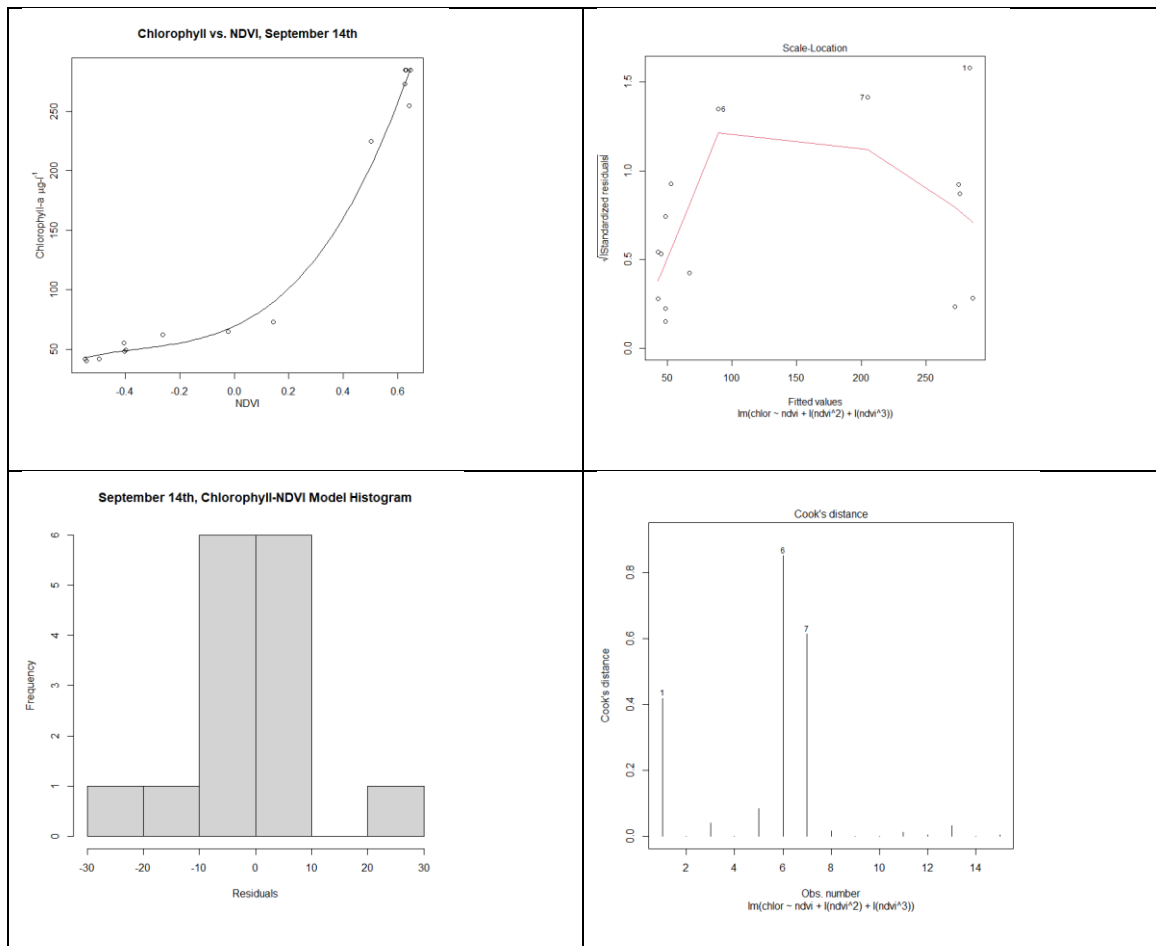 Chlorophyll vs. NDVI, September 14th
Chlorophyll-a µg-l⁻¹
250
200
150
100
50
-0.4 -0.2 0.0 0.2 0.4 0.6
NDVI
Scale-Location
√|Standardized residuals|
1.5
1.0
0.5
0.0
1
7
6
50 100 150 200 250
Fitted values
lm(chlor ~ ndvi + I(ndvi^2) + I(ndvi^3))
September 14th, Chlorophyll-NDVI Model Histogram
Frequency
6
5
4
3
2
1
0
-30 -20 -10 0 10 20 30
Residuals
Cook's distance
Cook's distance
0.8
0.6
0.4
0.2
0.0
6
7
1
2 4 6 8 10 12 14
Obs. number
lm(chlor ~ ndvi + I(ndvi^2) + I(ndvi^3))